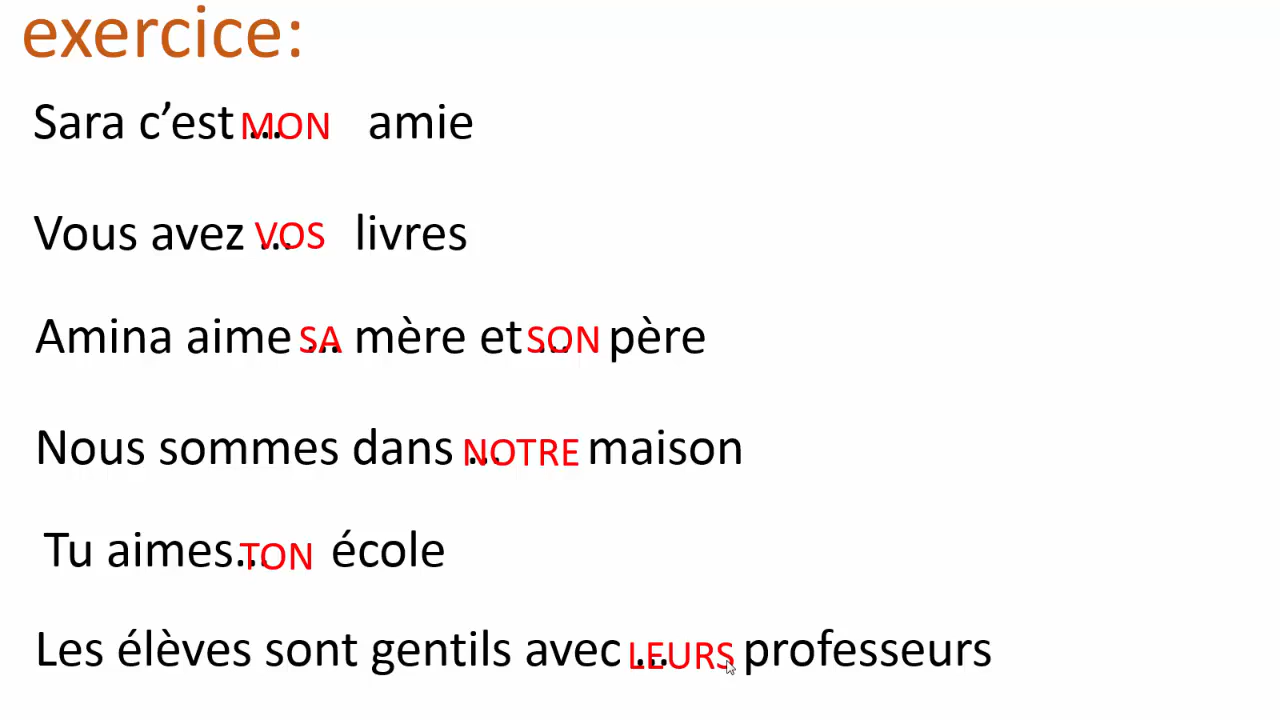 exercice:
Sara c’est ... MON amie
Vous avez ... VOS livres
Amina aime ... SA mère et ... SON père
Nous sommes dans ... NOTRE maison
Tu aimes... TON école
Les élèves sont gentils avec ... LEURS professeurs